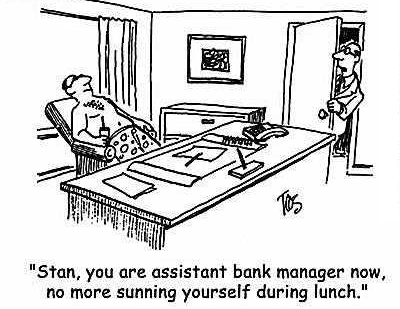 "Stan, you are assistant bank manager now,
no more sunning yourself during lunch."